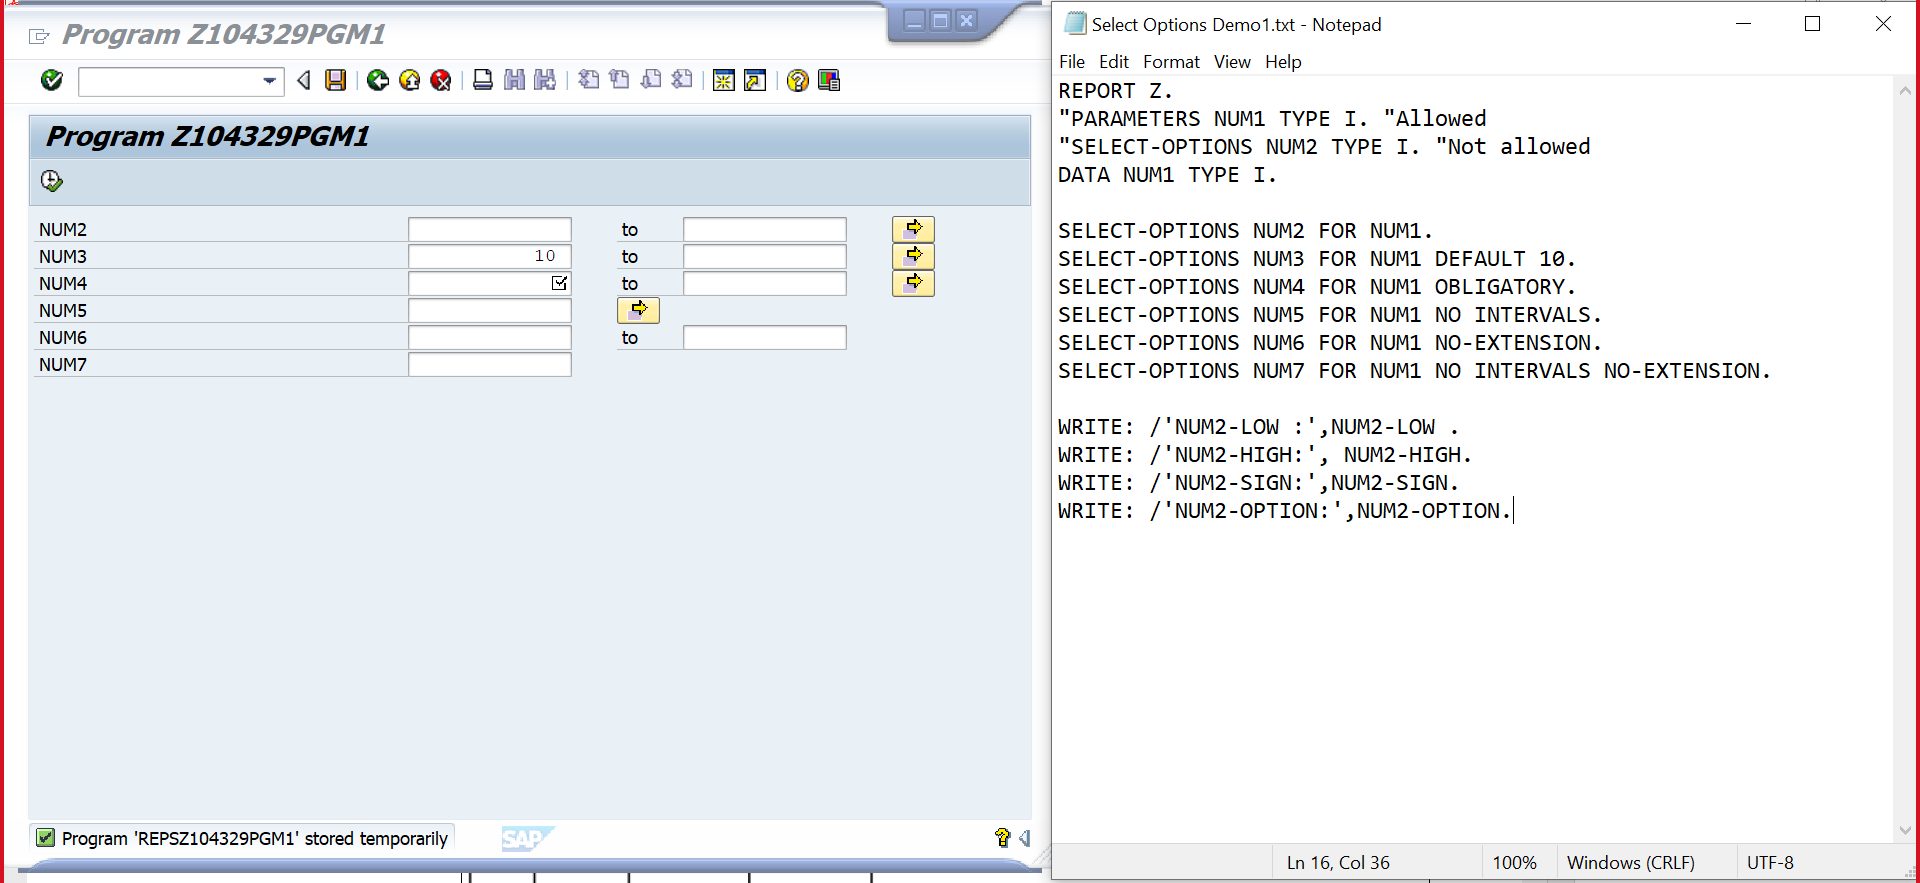 Program Z104329PGM1
Program Z104329PGM1
NUM2 to
NUM3 10 to
NUM4 to
NUM5
NUM6 to
NUM7
Program 'REPSZ104329PGM1' stored temporarily
SAP
Select Options Demo1.txt - Notepad
File Edit Format View Help
REPORT Z.
"PARAMETERS NUM1 TYPE I. "Allowed
"SELECT-OPTIONS NUM2 TYPE I. "Not allowed
DATA NUM1 TYPE I.
SELECT-OPTIONS NUM2 FOR NUM1.
SELECT-OPTIONS NUM3 FOR NUM1 DEFAULT 10.
SELECT-OPTIONS NUM4 FOR NUM1 OBLIGATORY.
SELECT-OPTIONS NUM5 FOR NUM1 NO INTERVALS.
SELECT-OPTIONS NUM6 FOR NUM1 NO-EXTENSION.
SELECT-OPTIONS NUM7 FOR NUM1 NO INTERVALS NO-EXTENSION.
WRITE: /'NUM2-LOW :',NUM2-LOW .
WRITE: /'NUM2-HIGH:', NUM2-HIGH.
WRITE: /'NUM2-SIGN:',NUM2-SIGN.
WRITE: /'NUM2-OPTION:',NUM2-OPTION.
Ln 16, Col 36 100% Windows (CRLF) UTF-8